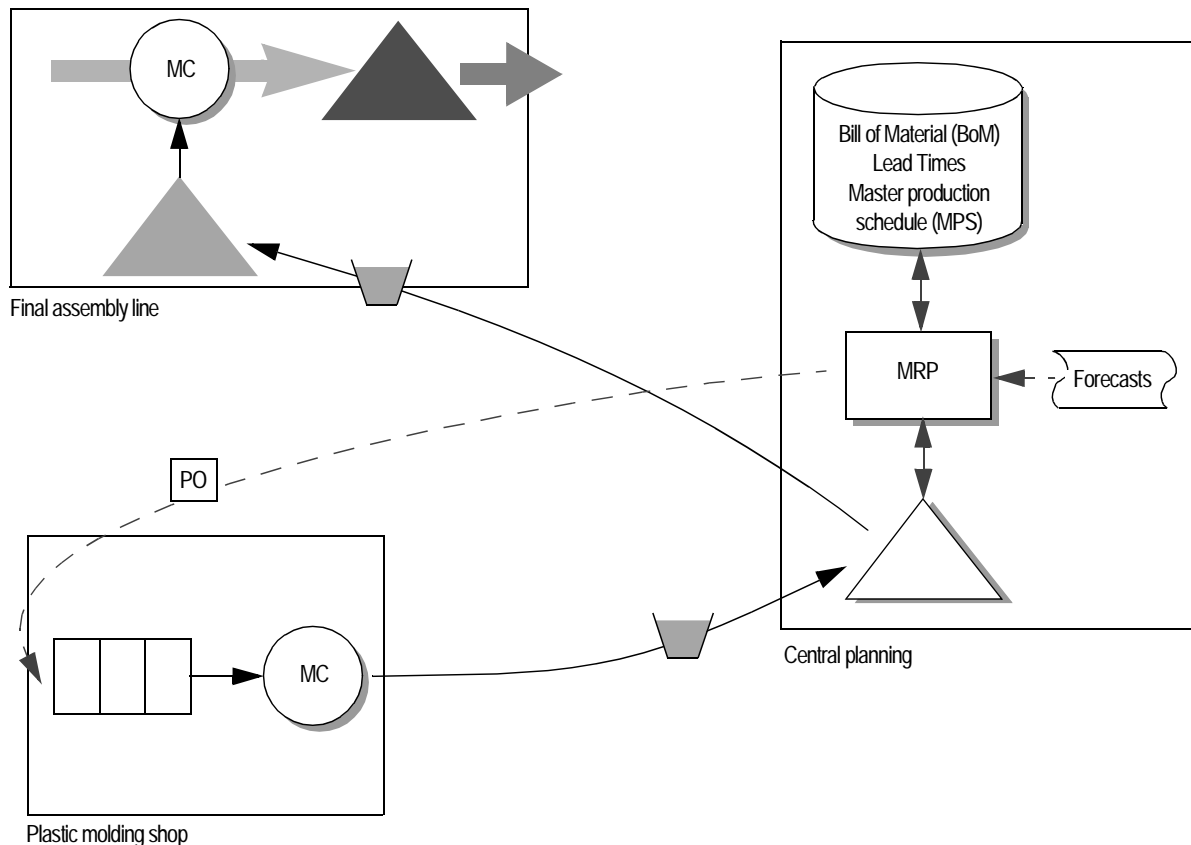 MC
Final assembly line
Bill of Material (BoM)
Lead Times
Master production
schedule (MPS)
MRP
Forecasts
PO
Central planning
MC
Plastic molding shop